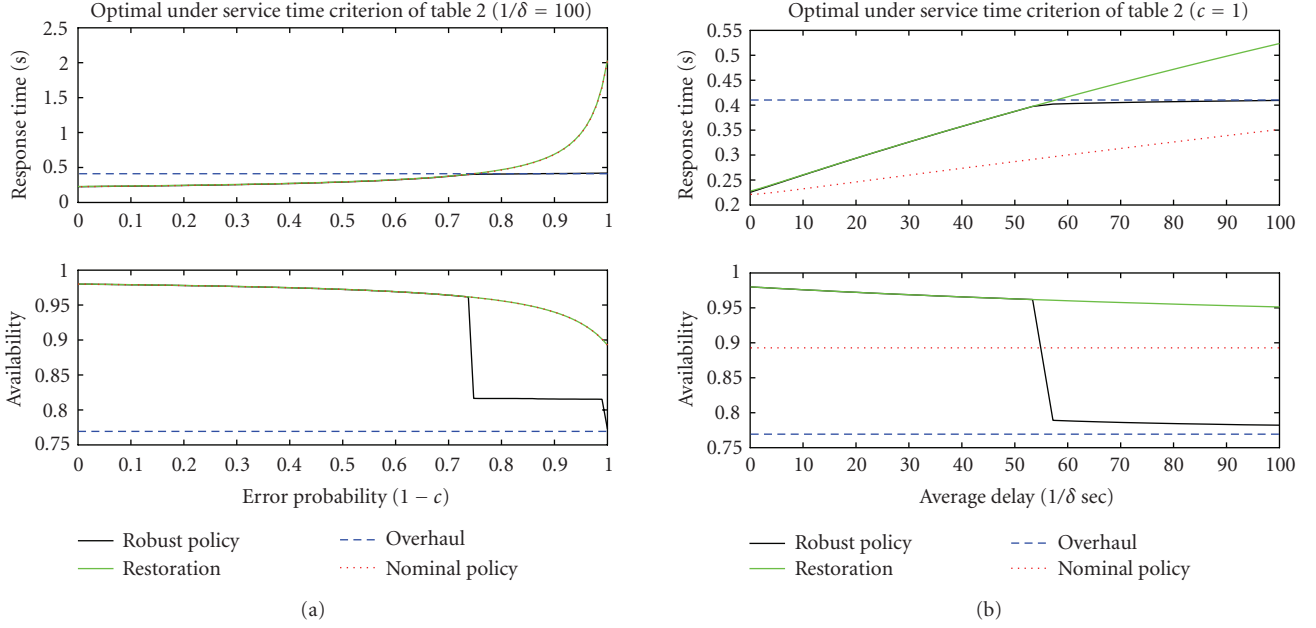 Optimal under service time criterion of table 2 (1/δ = 100)
Response time (s)
2.5
2
1.5
1
0.5
0
0 0.1 0.2 0.3 0.4 0.5 0.6 0.7 0.8 0.9 1
Availability
1
0.95
0.9
0.85
0.8
0.75
0 0.1 0.2 0.3 0.4 0.5 0.6 0.7 0.8 0.9 1
Error probability (1 − c)
Robust policy Overhaul
Restoration Nominal policy
(a)
Optimal under service time criterion of table 2 (c = 1)
Response time (s)
0.55
0.5
0.45
0.4
0.35
0.3
0.25
0.2
0 10 20 30 40 50 60 70 80 90 100
Availability
1
0.95
0.9
0.85
0.8
0.75
0 10 20 30 40 50 60 70 80 90 100
Average delay (1/δ sec)
Robust policy Overhaul
Restoration Nominal policy
(b)